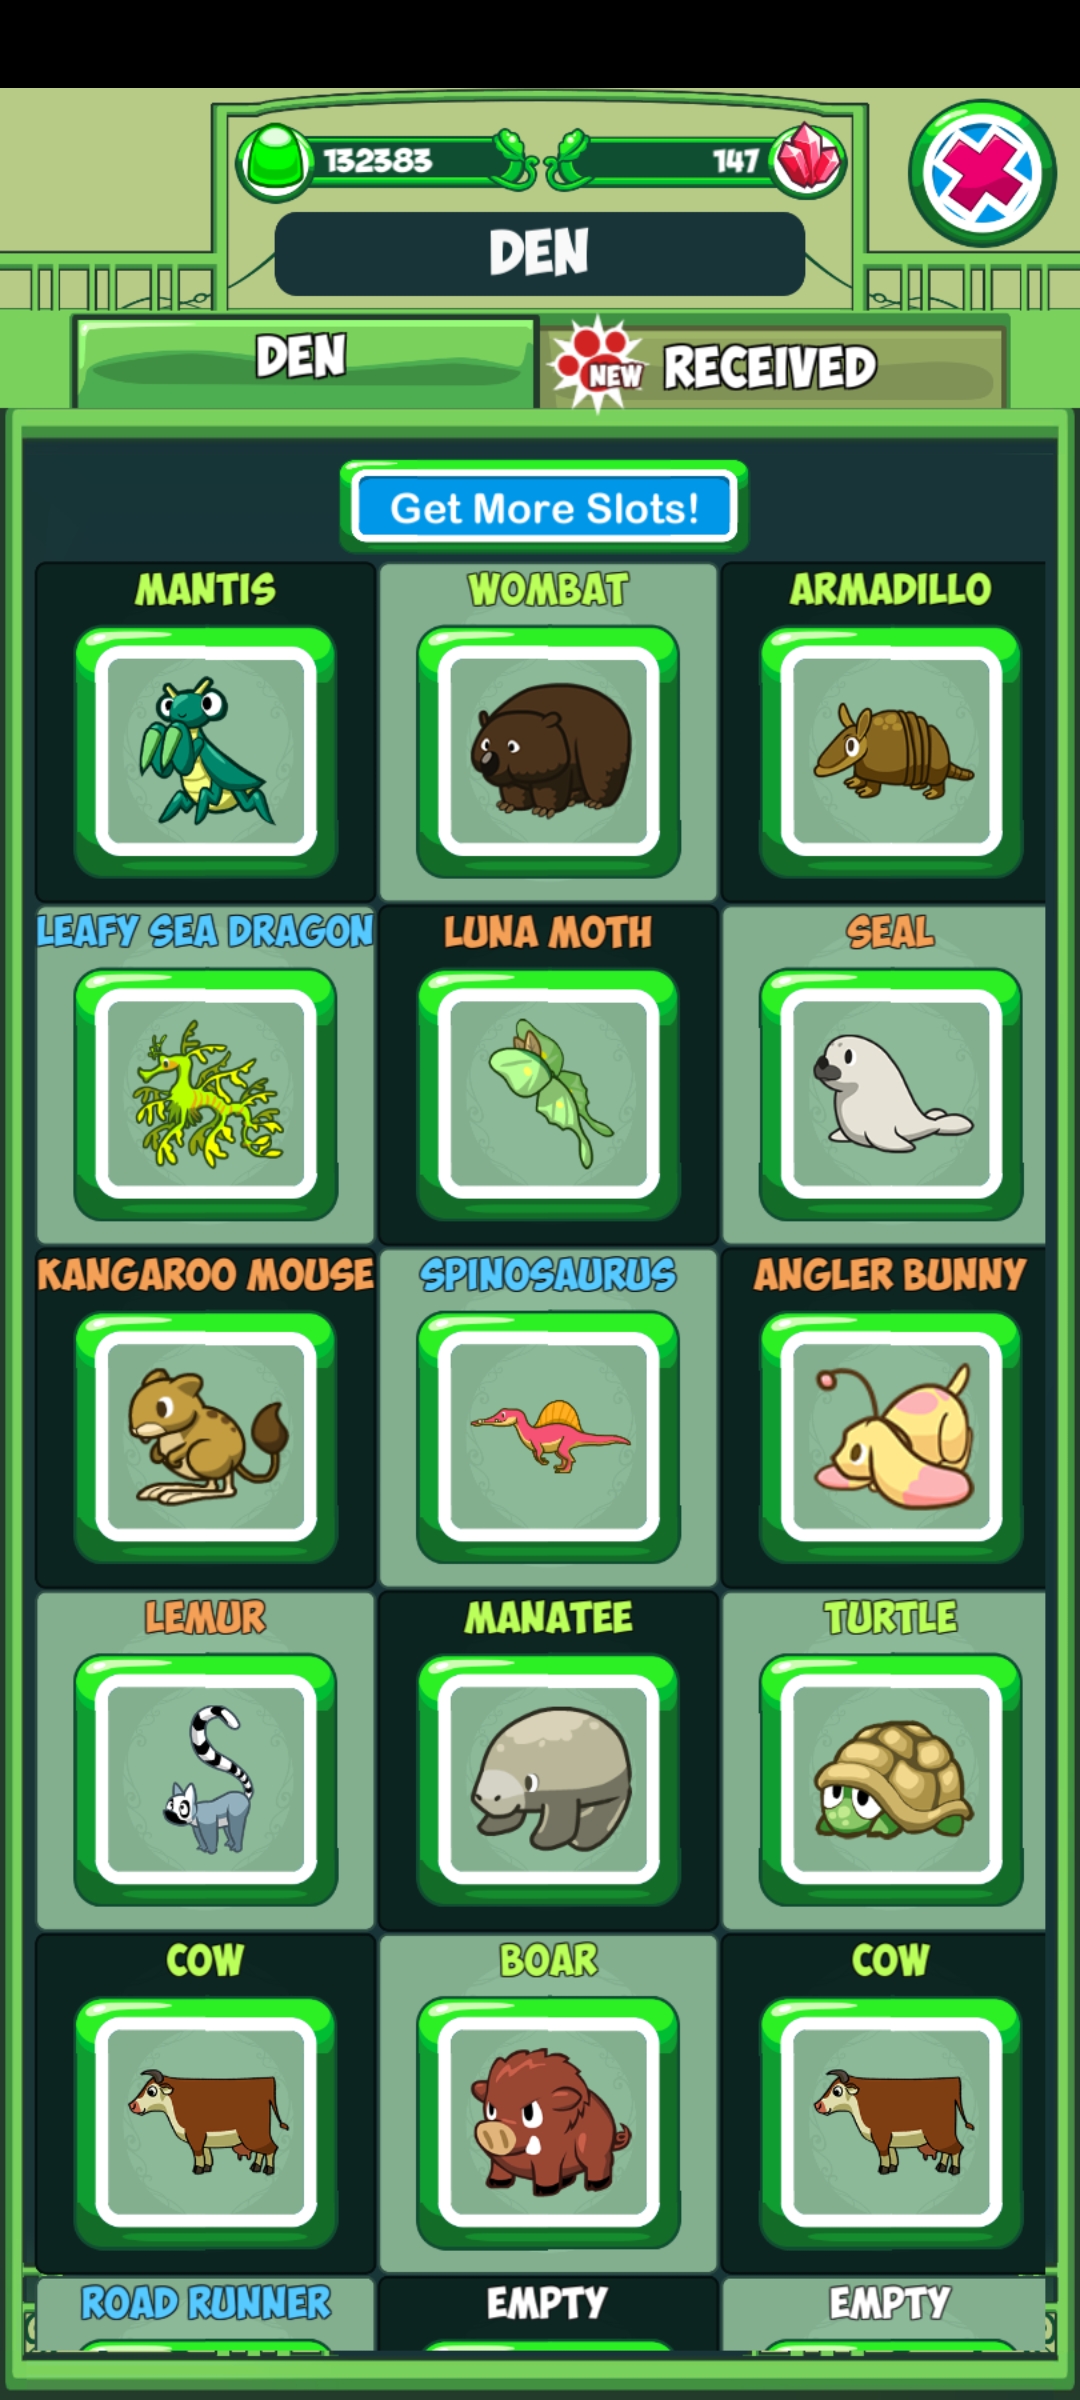 132383
147
DEN
DEN
NEW RECEIVED
Get More Slots!
MANTIS
WOMBAT
ARMADILLO
LEAFY SEA DRAGON
LUNA MOTH
SEAL
KANGAROO MOUSE
SPINOSAURUS
ANGLER BUNNY
LEMUR
MANATEE
TURTLE
COW
BOAR
COW
ROAD RUNNER
EMPTY
EMPTY